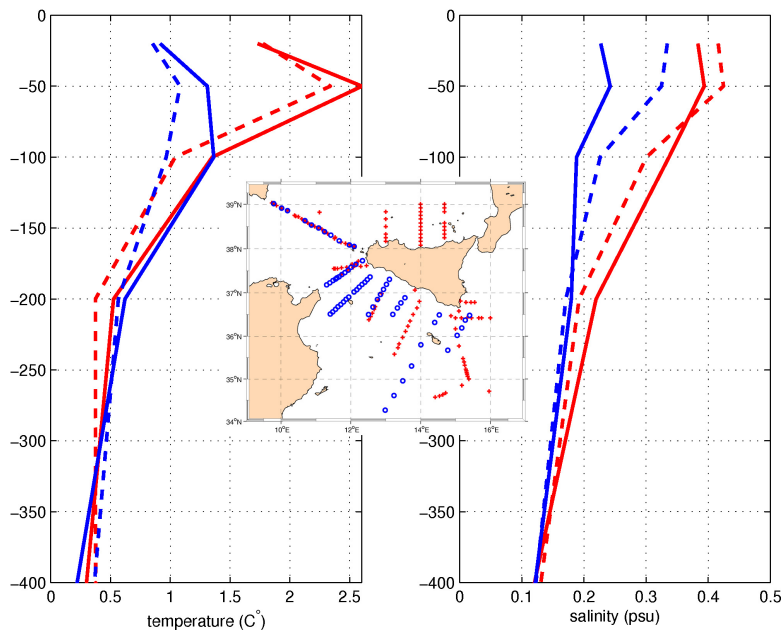 0
−50
−100
−150
−200
−250
−300
−350
−400
0 0.5 1 1.5 2 2.5
temperature (C°)
0
−50
−100
−150
−200
−250
−300
−350
−400
0 0.1 0.2 0.3 0.4 0.5
salinity (psu)
39°N
38°N
37°N
36°N
35°N
34°N
10°E 12°E 14°E 16°E